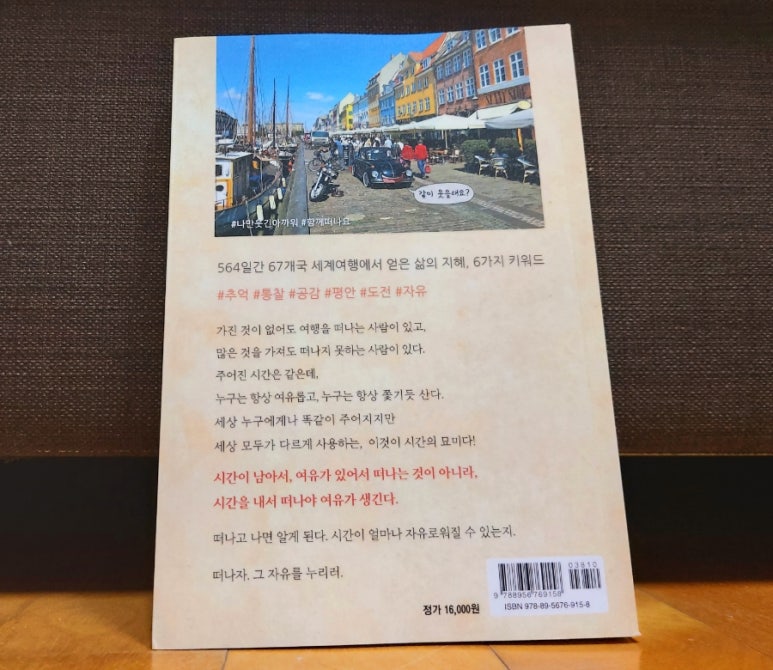 같이 웃을래요?
#나만웃긴아까워 #함께떠나요
564일간 67개국 세계여행에서 얻은 삶의 지혜, 6가지 키워드
#추억 #통찰 #공감 #평안 #도전 #자유
가진 것이 없어도 여행을 떠나는 사람이 있고,
많은 것을 가져도 떠나지 못하는 사람이 있다.
주어진 시간은 같은데,
누구는 항상 여유롭고, 누구는 항상 쫓기듯 산다.
세상 누구에게나 똑같이 주어지지만
세상 모두가 다르게 사용하는, 이것이 시간의 묘미다!
시간이 남아서, 여유가 있어서 떠나는 것이 아니라,
시간을 내서 떠나야 여유가 생긴다.
떠나고 나면 알게 된다. 시간이 얼마나 자유로워질 수 있는지.
떠나자. 그 자유를 누리러.
03810
9 788956 769158
ISBN 978-89-5676-915-8
정가 16,000원